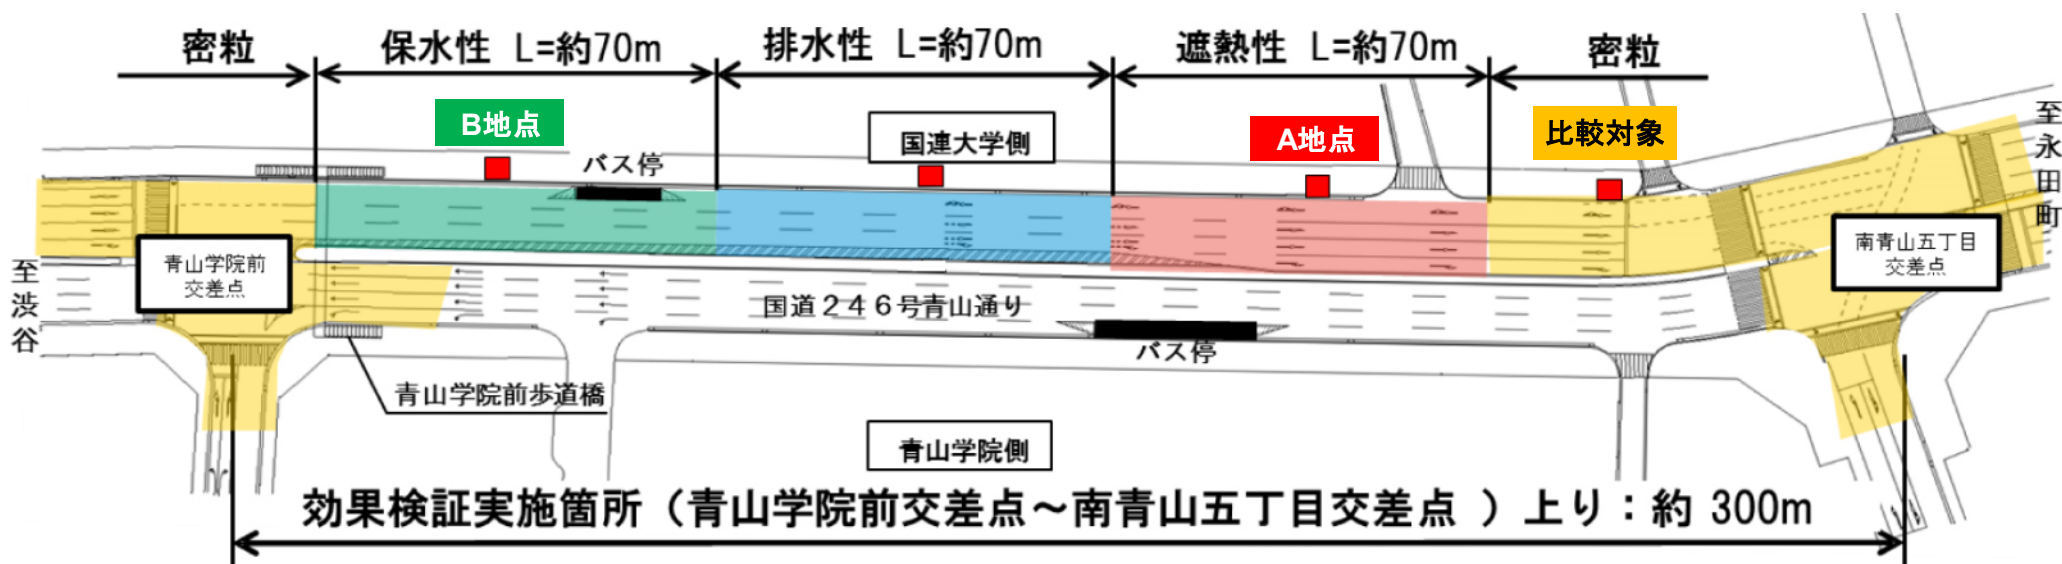 密粒
保水性 L=約70m
排水性 L=約70m
遮熱性 L=約70m
密粒
B地点
国連大学側
A地点
比較対象
至永田町
バス停
青山学院前
交差点
南青山五丁目
交差点
至渋谷
国道246号青山通り
バス停
青山学院前歩道橋
青山学院側
効果検証実施箇所(青山学院前交差点~南青山五丁目交差点 )上り:約 300m